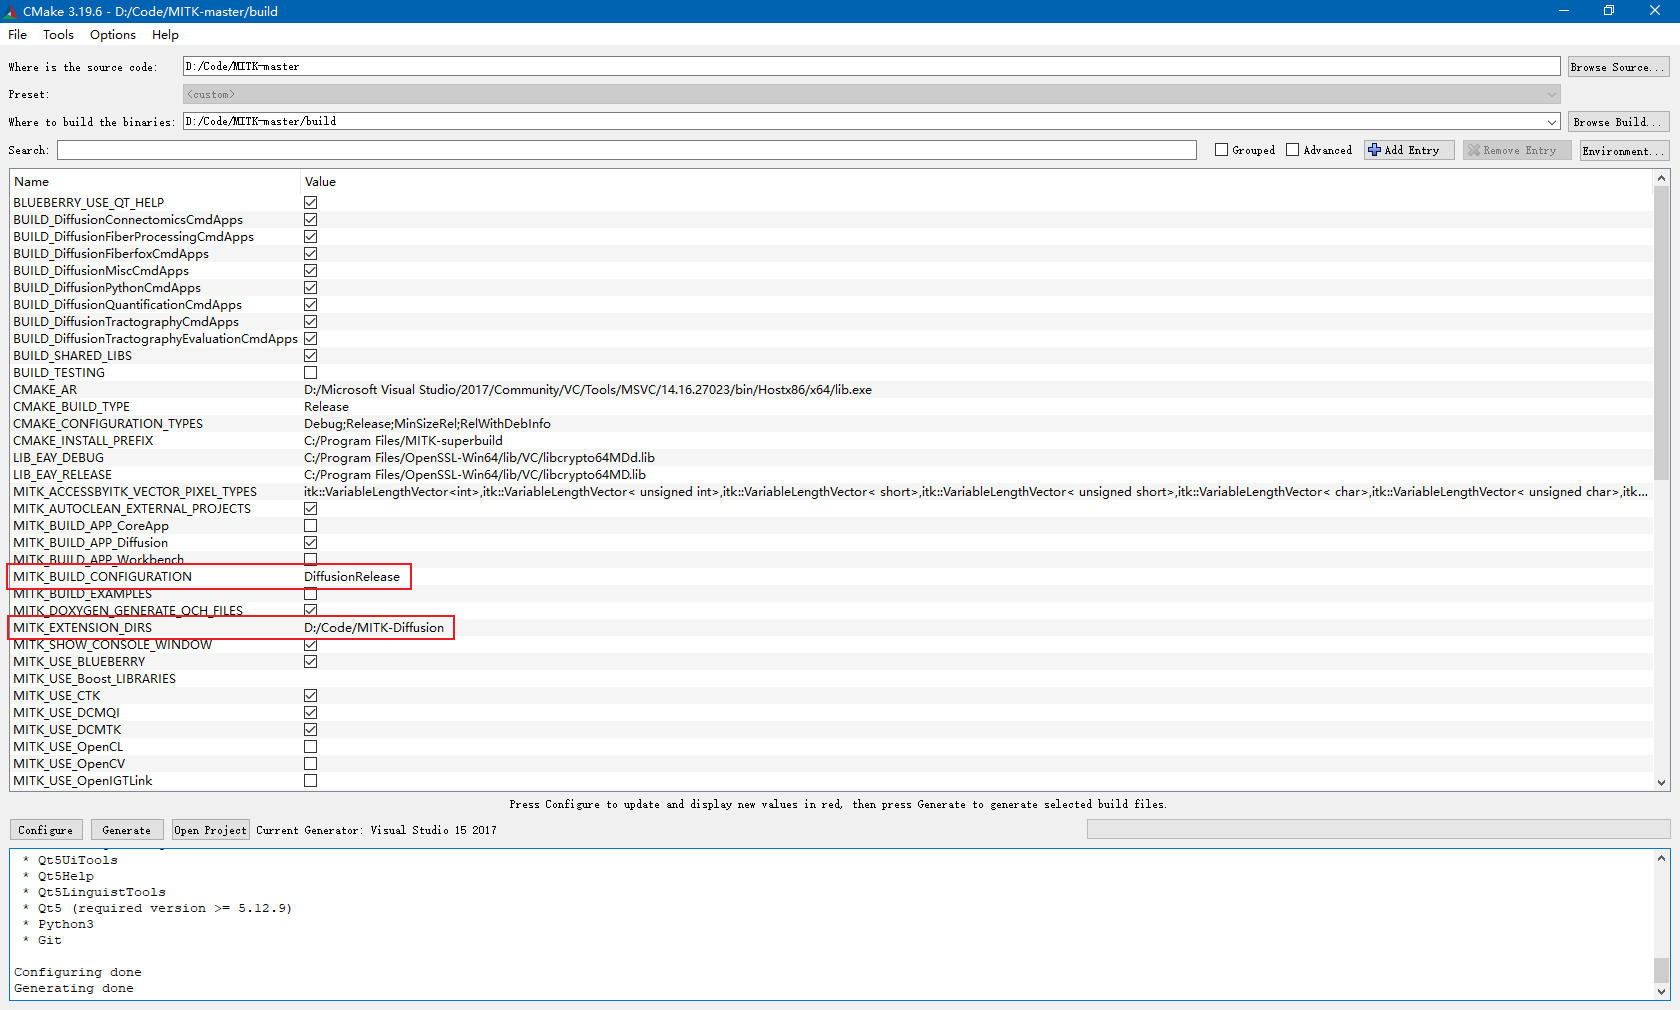 CMake 3.19.6 - D:/Code/MITK-master/build
File Tools Options Help
Where is the source code: D:/Code/MITK-master Browse Source...
Preset: <custom>
Where to build the binaries: D:/Code/MITK-master/build Browse Build...
Search: Grouped Advanced Add Entry Remove Entry Environment...
Name Value
BLUEBERRY_USE_QT_HELP
BUILD_DiffusionConnectomicsCmdApps
BUILD_DiffusionFiberProcessingCmdApps
BUILD_DiffusionFiberfoxCmdApps
BUILD_DiffusionMiscCmdApps
BUILD_DiffusionPythonCmdApps
BUILD_DiffusionQuantificationCmdApps
BUILD_DiffusionTractographyCmdApps
BUILD_DiffusionTractographyEvaluationCmdApps
BUILD_SHARED_LIBS
BUILD_TESTING
CMAKE_AR D:/Microsoft Visual Studio/2017/Community/VC/Tools/MSVC/14.16.27023/bin/Hostx86/x64/lib.exe
CMAKE_BUILD_TYPE Release
CMAKE_CONFIGURATION_TYPES Debug;Release;MinSizeRel;RelWithDebInfo
CMAKE_INSTALL_PREFIX C:/Program Files/MITK-superbuild
LIB_EAY_DEBUG C:/Program Files/OpenSSL-Win64/lib/VC/libcrypto64MDd.lib
LIB_EAY_RELEASE C:/Program Files/OpenSSL-Win64/lib/VC/libcrypto64MD.lib
MITK_ACCESSBYITK_VECTOR_PIXEL_TYPES itk::VariableLengthVector<int>,itk::VariableLengthVector< unsigned int>,itk::VariableLengthVector< short>,itk::VariableLengthVector< unsigned short>,itk::VariableLengthVector< char>,itk::VariableLengthVector< unsigned char>,itk...
MITK_AUTOCLEAN_EXTERNAL_PROJECTS
MITK_BUILD_APP_CoreApp
MITK_BUILD_APP_Diffusion
MITK_BUILD_APP_Workbench
MITK_BUILD_CONFIGURATION DiffusionRelease
MITK_BUILD_EXAMPLES
MITK_DOXYGEN_GENERATE_QCH_FILES
MITK_EXTENSION_DIRS D:/Code/MITK-Diffusion
MITK_SHOW_CONSOLE_WINDOW
MITK_USE_BLUEBERRY
MITK_USE_Boost_LIBRARIES
MITK_USE_CTK
MITK_USE_DCMQI
MITK_USE_DCMTK
MITK_USE_OpenCL
MITK_USE_OpenCV
MITK_USE_OpenIGTLink
Press Configure to update and display new values in red, then press Generate to generate selected build files.
Configure Generate Open Project Current Generator: Visual Studio 15 2017
* Qt5UiTools
* Qt5Help
* Qt5LinguistTools
* Qt5 (required version >= 5.12.9)
* Python3
* Git
Configuring done
Generating done